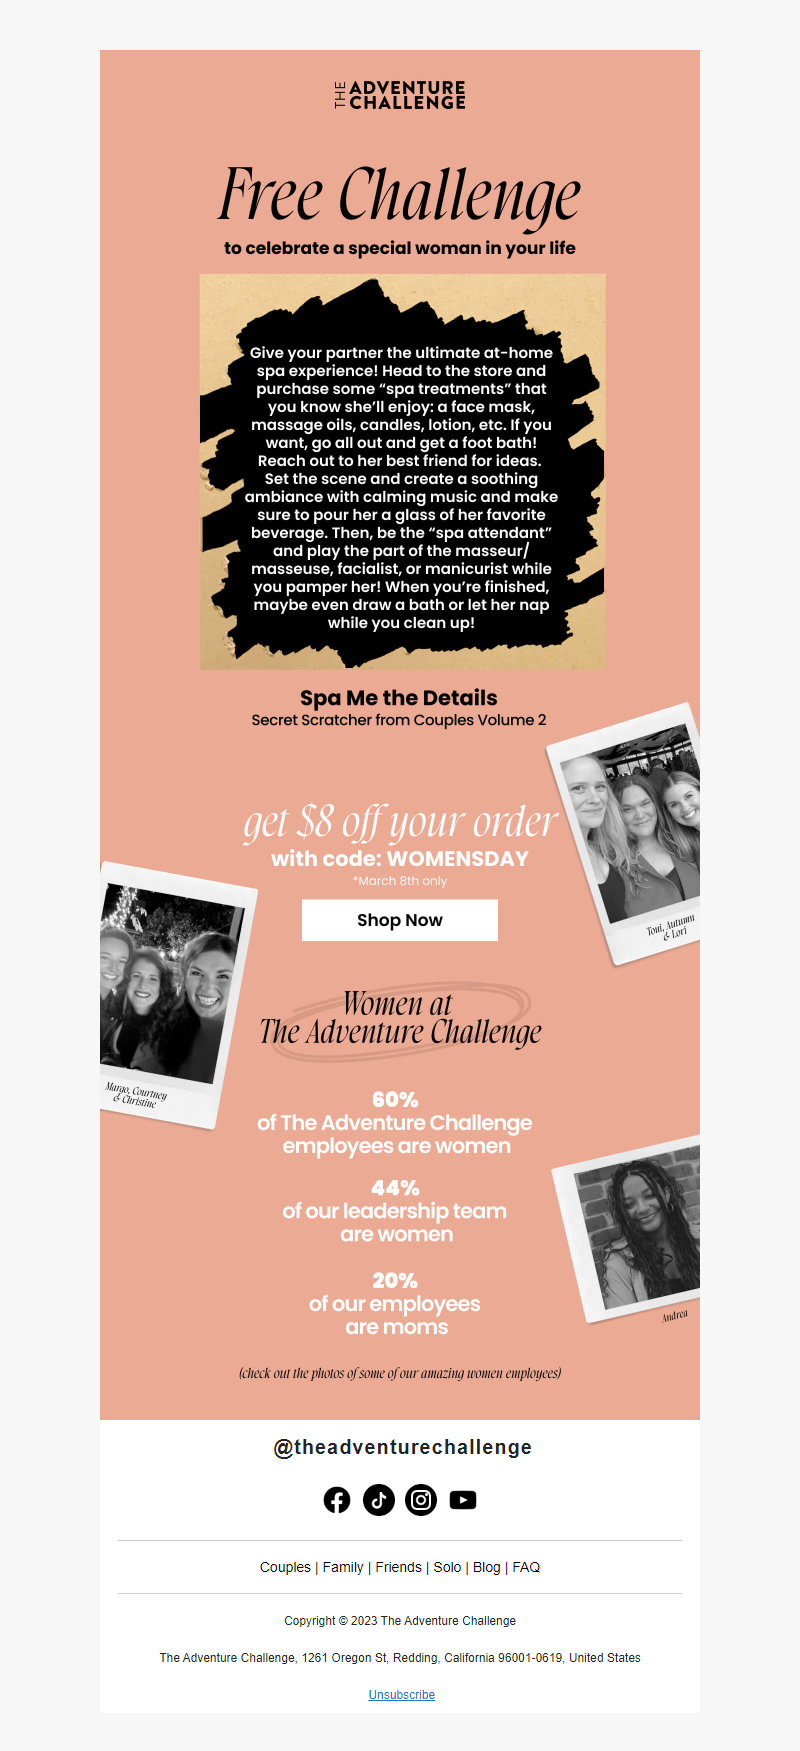 THE ADVENTURE
CHALLENGE
Free Challenge
to celebrate a special woman in your life
Give your partner the ultimate at-home
spa experience! Head to the store and
purchase some “spa treatments” that
you know she’ll enjoy: a face mask,
massage oils, candles, lotion, etc. If you
want, go all out and get a foot bath!
Reach out to her best friend for ideas.
Set the scene and create a soothing
ambiance with calming music and make
sure to pour her a glass of her favorite
beverage. Then, be the “spa attendant”
and play the part of the masseur/
masseuse, facialist, or manicurist while
you pamper her! When you’re finished,
maybe even draw a bath or let her nap
while you clean up!
Spa Me the Details
Secret Scratcher from Couples Volume 2
get $8 off your order
with code: WOMENSDAY
*March 8th only
Shop Now
Toni, Autumn
& Lori
Women at
The Adventure Challenge
Margo, Courtney
& Christine
60%
of The Adventure Challenge
employees are women
44%
of our leadership team
are women
20%
of our employees
are moms
Andrea
(check out the photos of some of our amazing women employees)
@theadventurechallenge
Couples | Family | Friends | Solo | Blog | FAQ
Copyright © 2023 The Adventure Challenge
The Adventure Challenge, 1261 Oregon St, Redding, California 96001-0619, United States
Unsubscribe